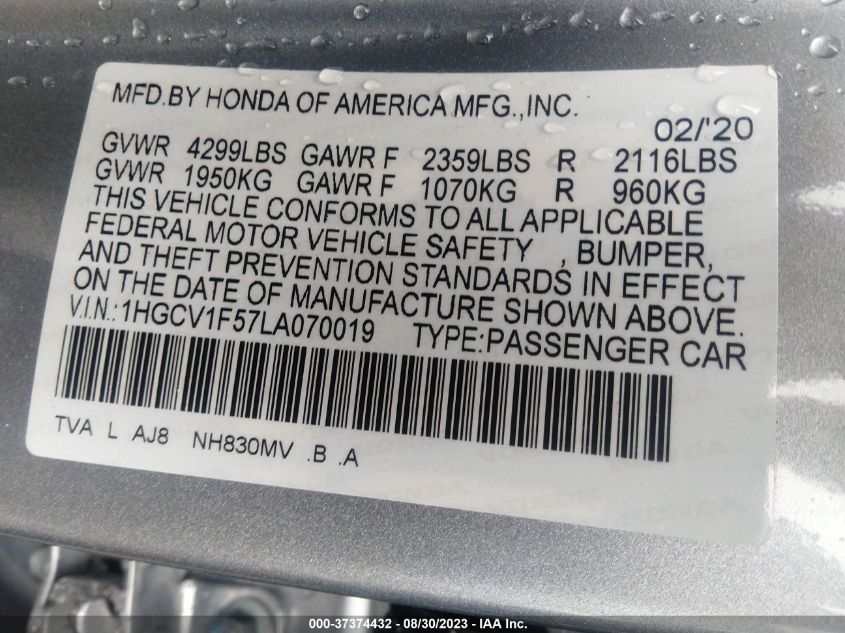 MFD.BY HONDA OF AMERICA MFG.,INC.
02/'20
GVWR 4299LBS GAWR F 2359LBS R 2116LBS
GVWR 1950KG GAWR F 1070KG R 960KG
THIS VEHICLE CONFORMS TO ALL APPLICABLE
FEDERAL MOTOR VEHICLE SAFETY , BUMPER,
AND THEFT PREVENTION STANDARDS IN EFFECT
ON THE DATE OF MANUFACTURE SHOWN ABOVE.
V.I.N.:1HGCV1F57LA070019 TYPE:PASSENGER CAR
TVA L AJ8 NH830MV .B .A
000-37374432 - 08/30/2023 - IAA Inc.